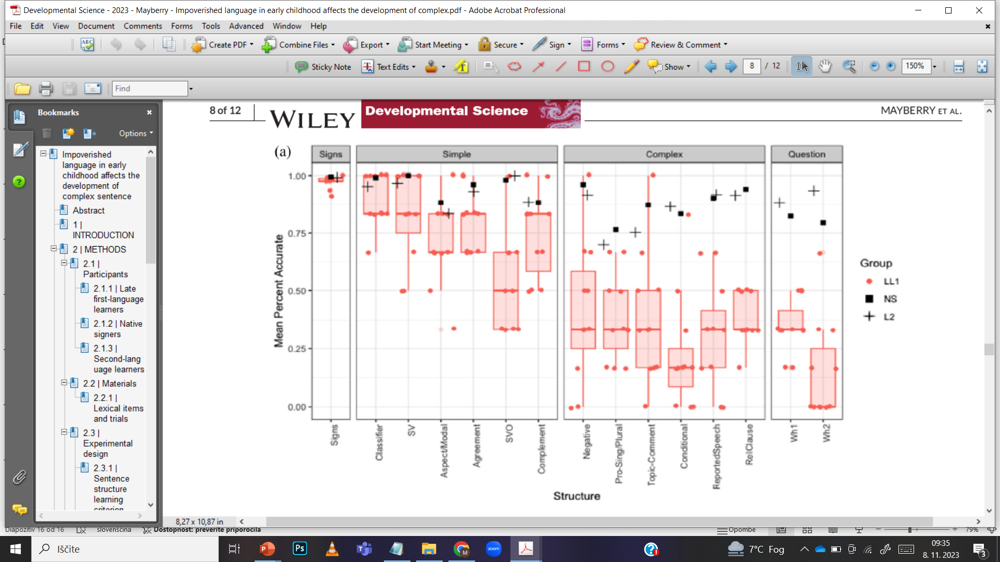 Developmental Science - 2023 - Mayberry - Impoverished language in early childhood affects the development of complex.pdf - Adobe Acrobat Professional
File Edit View Document Comments Forms Tools Advanced Window Help
Create PDF Combine Files Export Start Meeting Secure Sign Forms Review & Comment
Sticky Note Text Edits Show 8 / 12 150%
Find
Bookmarks
Options
Impoverished
language in early
childhood affects the
development of
complex sentence
Abstract
1 |
INTRODUCTION
2 | METHODS
2.1 |
Participants
2.1.1 | Late
first-language
learners
2.1.2 | Native
signers
2.1.3 |
Second-lang
uage learners
2.2 | Materials
2.2.1 |
Lexical items
and trials
2.3 |
Experimental
design
2.3.1 |
Sentence
structure
learning
criterion
8 of 12
WILEY
Developmental Science
MAYBERRY ET AL.
(a)
Signs Simple Complex Question
Mean Percent Accurate
1.00
0.75
0.50
0.25
0.00
Signs
Classifier
SV
Aspect/Modal
Agreement
SVO
Complement
Negative
Pro-Sing/Plural
Topic-Comment
Conditional
ReportedSpeech
RelClause
Wh1
Wh2
Structure
Group
LL1
NS
L2
8,27 x 10,87 in
Diapozitiv 16 od 16 slovenščina Dostopnost: preverite priporočila Opombe 79%
Iščite
Ps
zoom
7°C Fog
09:35
8. 11. 2023
3